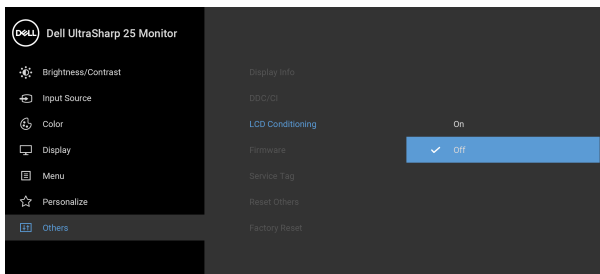 DELL Dell UltraSharp 25 Monitor
Brightness/Contrast
Input Source
Color
Display
Menu
Personalize
Others
Display Info
DDC/CI
LCD Conditioning
Firmware
Service Tag
Reset Others
Factory Reset
On
Off